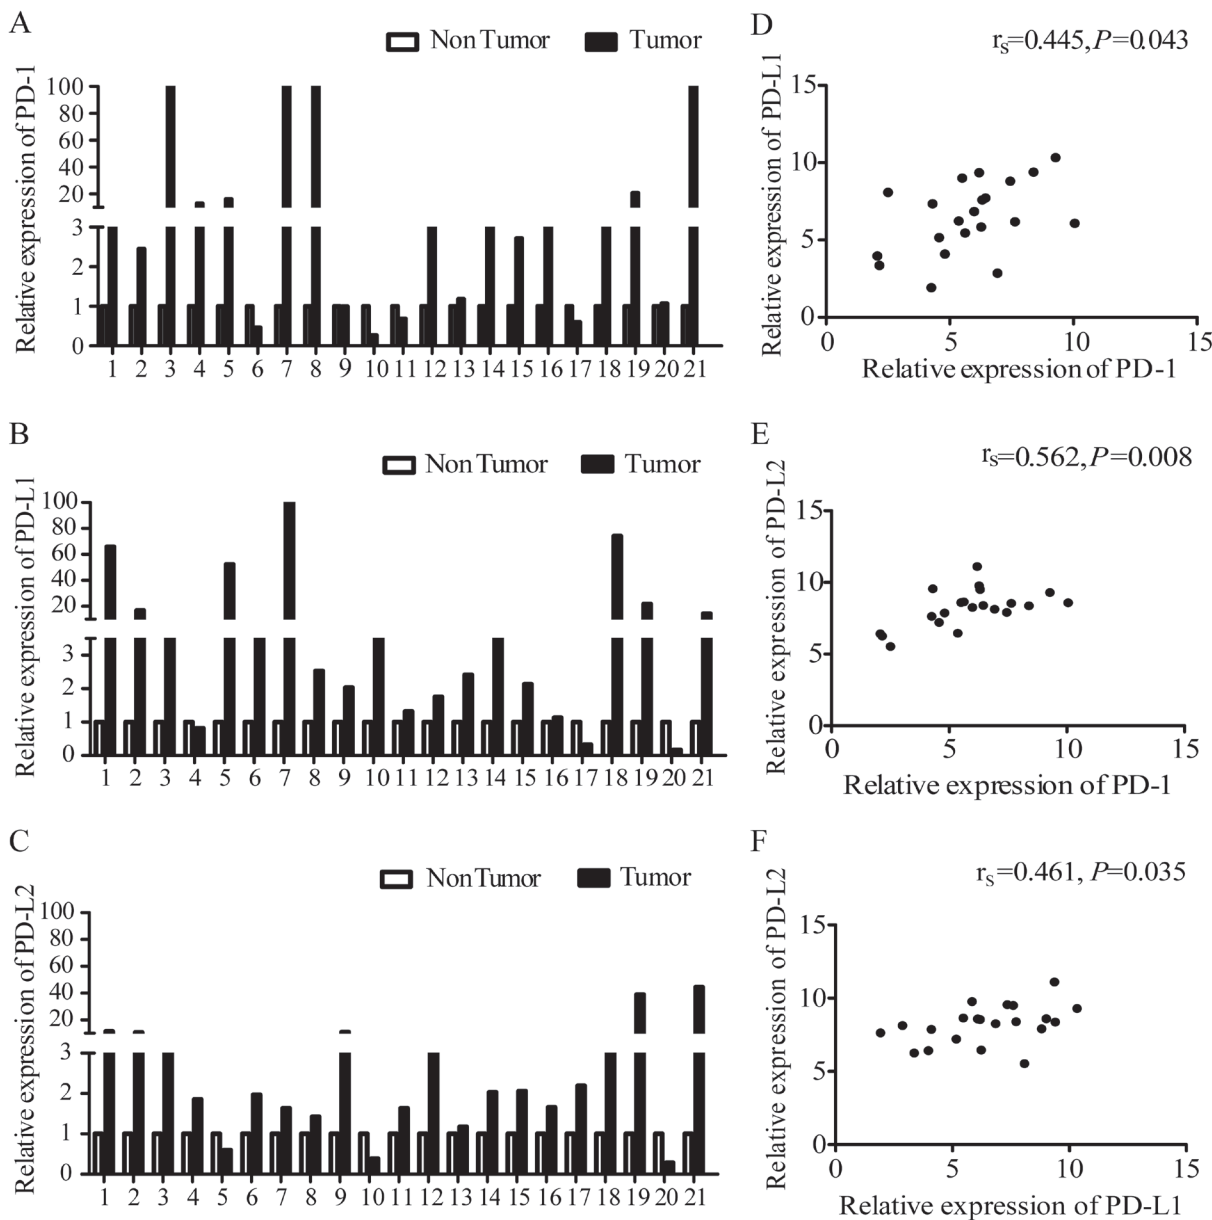 A
Non Tumor Tumor
Relative expression of PD-1
100
80
60
40
20
3
2
1
0
1 2 3 4 5 6 7 8 9 10 11 12 13 14 15 16 17 18 19 20 21
D
rS=0.445,P=0.043
Relative expression of PD-L1
15
10
5
0
0 5 10 15
Relative expression of PD-1
B
Non Tumor Tumor
Relative expression of PD-L1
100
80
60
40
20
3
2
1
0
1 2 3 4 5 6 7 8 9 10 11 12 13 14 15 16 17 18 19 20 21
E
rS=0.562,P=0.008
Relative expression of PD-L2
15
10
5
0
0 5 10 15
Relative expression of PD-1
C
Non Tumor Tumor
Relative expression of PD-L2
100
80
60
40
20
3
2
1
0
1 2 3 4 5 6 7 8 9 10 11 12 13 14 15 16 17 18 19 20 21
F
rS=0.461, P=0.035
Relative expression of PD-L2
15
10
5
0
0 5 10 15
Relative expression of PD-L1